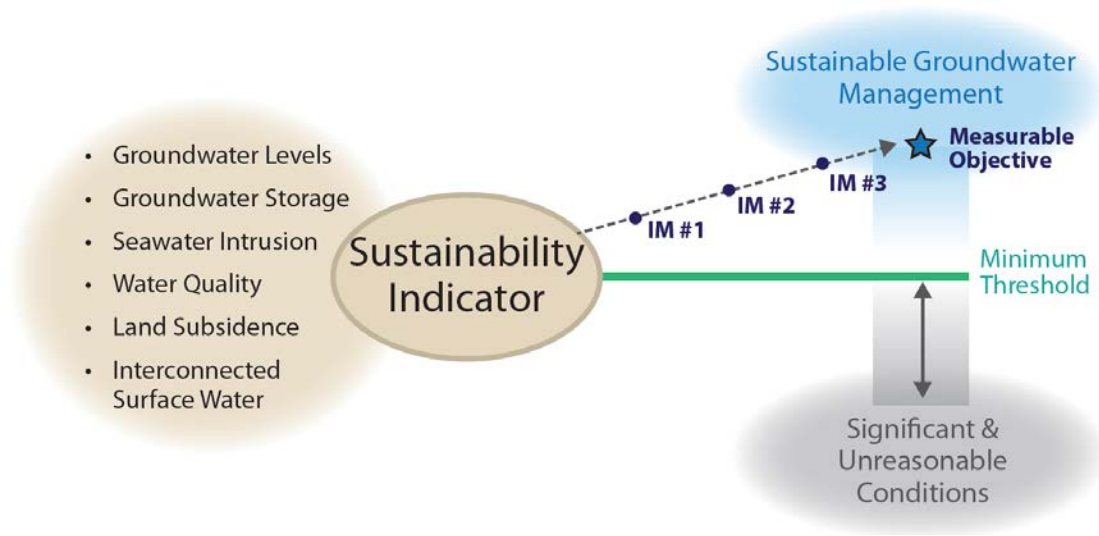 • Groundwater Levels
• Groundwater Storage
• Seawater Intrusion
• Water Quality
• Land Subsidence
• Interconnected
Surface Water
Sustainability
Indicator
IM #1
IM #2
IM #3
Sustainable Groundwater
Management
Measurable
Objective
Minimum
Threshold
Significant &
Unreasonable
Conditions